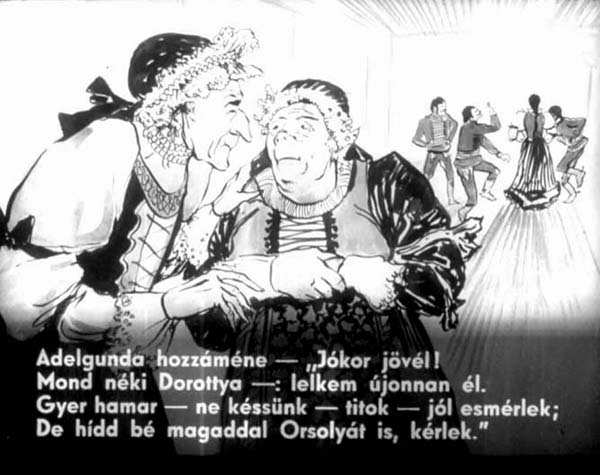 Adelgunda hozzáméne — „Jókor jövél!
Mond néki Dorottya —: lelkem újonnan él.
Gyer hamar — ne késsünk — titok — jól esmérlek;
De hídd bé magaddal Orsolyát is, kérlek."